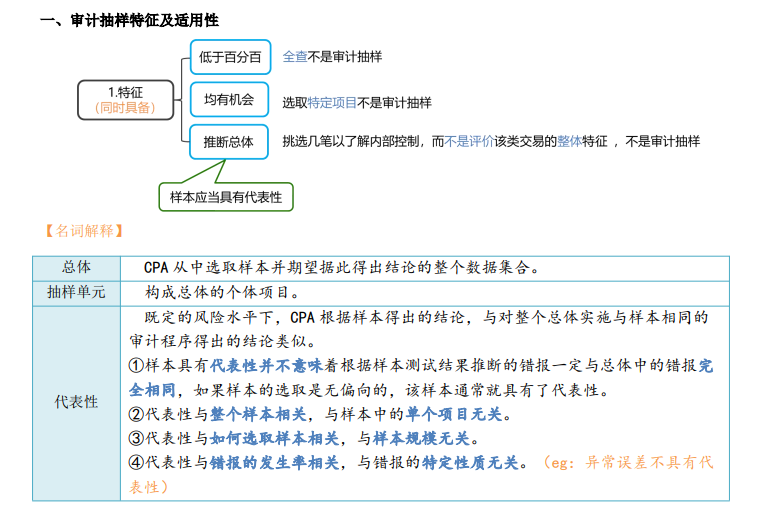 一、审计抽样特征及适用性
低于百分百
全查不是审计抽样
1.特征
（同时具备）
均有机会
选取特定项目不是审计抽样
推断总体
挑选几笔以了解内部控制，而不是评价该类交易的整体特征 ，不是审计抽样
样本应当具有代表性
【名词解释】
总体
CPA 从中选取样本并期望据此得出结论的整个数据集合。
抽样单元
构成总体的个体项目。
代表性
既定的风险水平下，CPA 根据样本得出的结论，与对整个总体实施与样本相同的
审计程序得出的结论类似。
①样本具有代表性并不意味着根据样本测试结果推断的错报一定与总体中的错报完
全相同，如果样本的选取是无偏向的，该样本通常就具有了代表性。
②代表性与整个样本相关，与样本中的单个项目无关。
③代表性与如何选取样本相关，与样本规模无关。
④代表性与错报的发生率相关，与错报的特定性质无关。（eg：异常误差不具有代
表性）